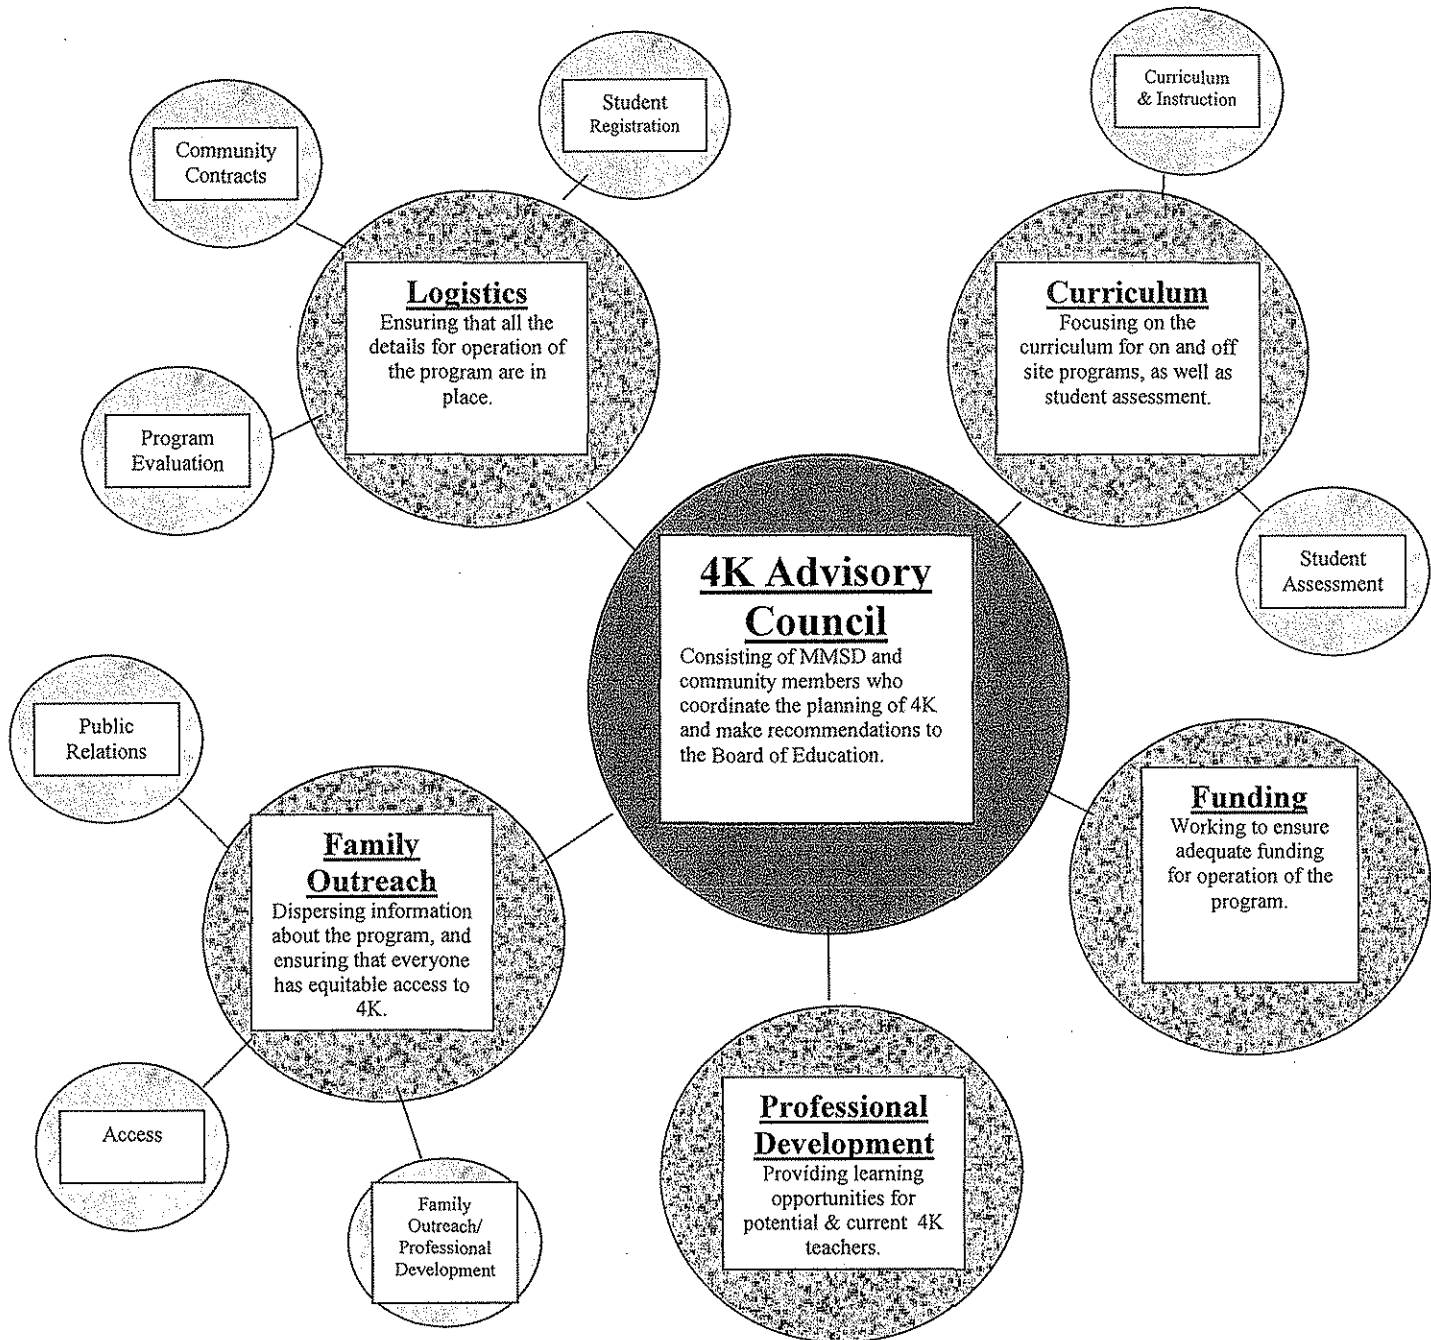 Student
Registration
Curriculum
& Instruction
Community
Contracts
Logistics
Ensuring that all the
details for operation of
the program are in
place.
Curriculum
Focusing on the
curriculum for on and off
site programs, as well as
student assessment.
Program
Evaluation
Student
Assessment
4K Advisory
Council
Consisting of MMSD and
community members who
coordinate the planning of 4K
and make recommendations to
the Board of Education.
Public
Relations
Family
Outreach
Dispersing information
about the program, and
ensuring that everyone
has equitable access to
4K.
Funding
Working to ensure
adequate funding
for operation of the
program.
Access
Family
Outreach/
Professional
Development
Professional
Development
Providing learning
opportunities for
potential & current 4K
teachers.